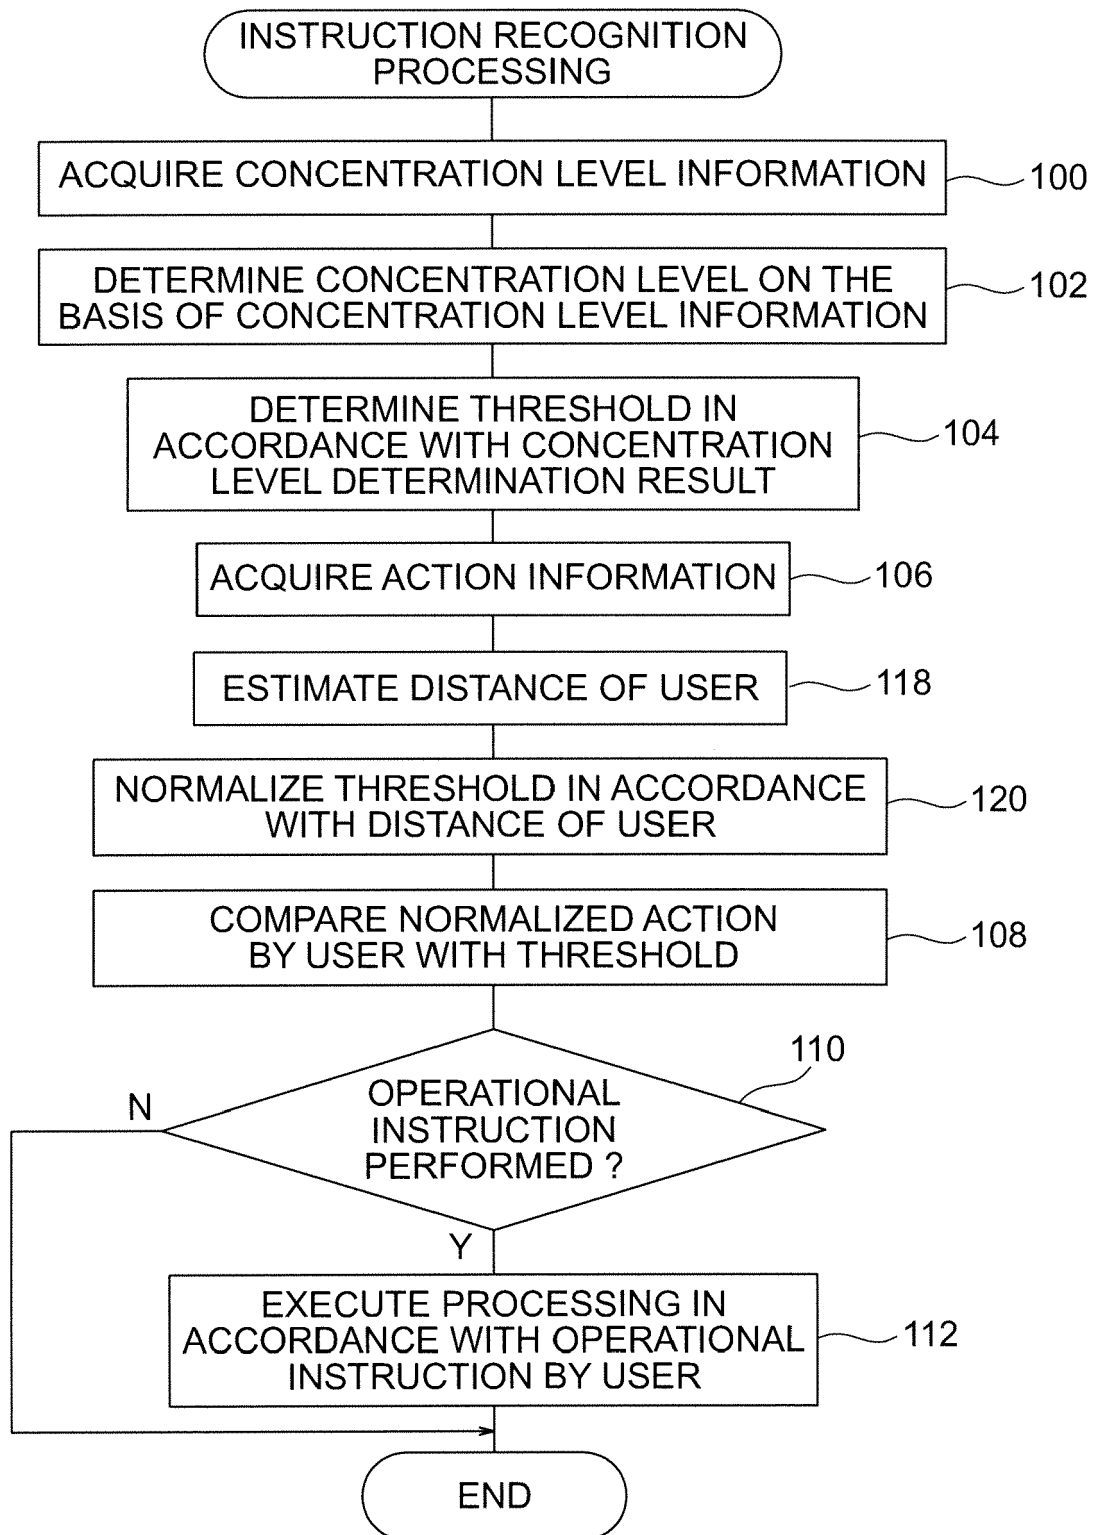 INSTRUCTION RECOGNITION
PROCESSING
ACQUIRE CONCENTRATION LEVEL INFORMATION
100
DETERMINE CONCENTRATION LEVEL ON THE
BASIS OF CONCENTRATION LEVEL INFORMATION
102
DETERMINE THRESHOLD IN
ACCORDANCE WITH CONCENTRATION
LEVEL DETERMINATION RESULT
104
ACQUIRE ACTION INFORMATION
106
ESTIMATE DISTANCE OF USER
118
NORMALIZE THRESHOLD IN ACCORDANCE
WITH DISTANCE OF USER
120
COMPARE NORMALIZED ACTION
BY USER WITH THRESHOLD
108
110
N
OPERATIONAL
INSTRUCTION
PERFORMED ?
Y
EXECUTE PROCESSING IN
ACCORDANCE WITH OPERATIONAL
INSTRUCTION BY USER
112
END